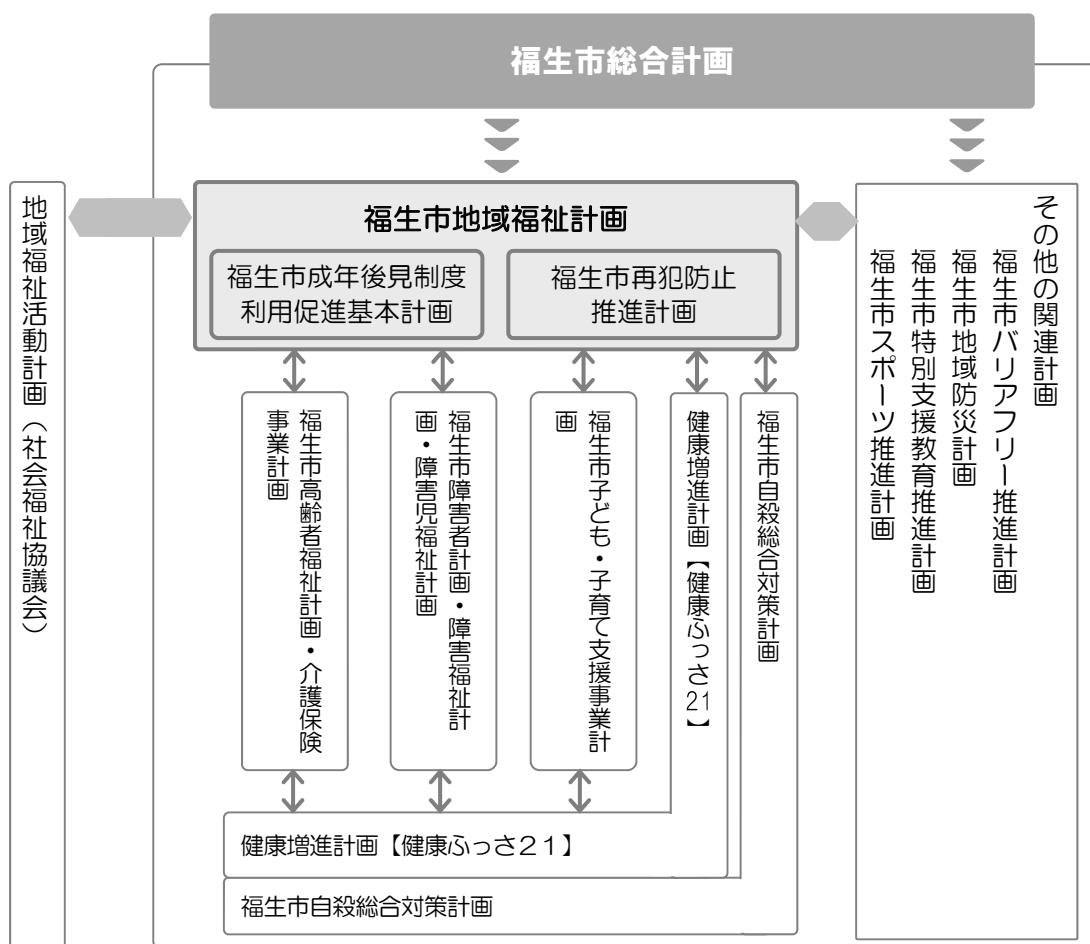 福生市総合計画
地域福祉活動計画（社会福祉協議会）
福生市地域福祉計画
福生市成年後見制度
利用促進基本計画
福生市再犯防止
推進計画
福生市高齢者福祉計画・介護保険
事業計画
福生市障害者計画・障害福祉計
画・障害児福祉計画
福生市子ども・子育て支援事業計
画
健康増進計画【健康ふっさ21】
福生市自殺総合対策計画
健康増進計画【健康ふっさ２１】
福生市自殺総合対策計画
その他の関連計画
福生市バリアフリー推進計画
福生市地域防災計画
福生市特別支援教育推進計画
福生市スポーツ推進計画